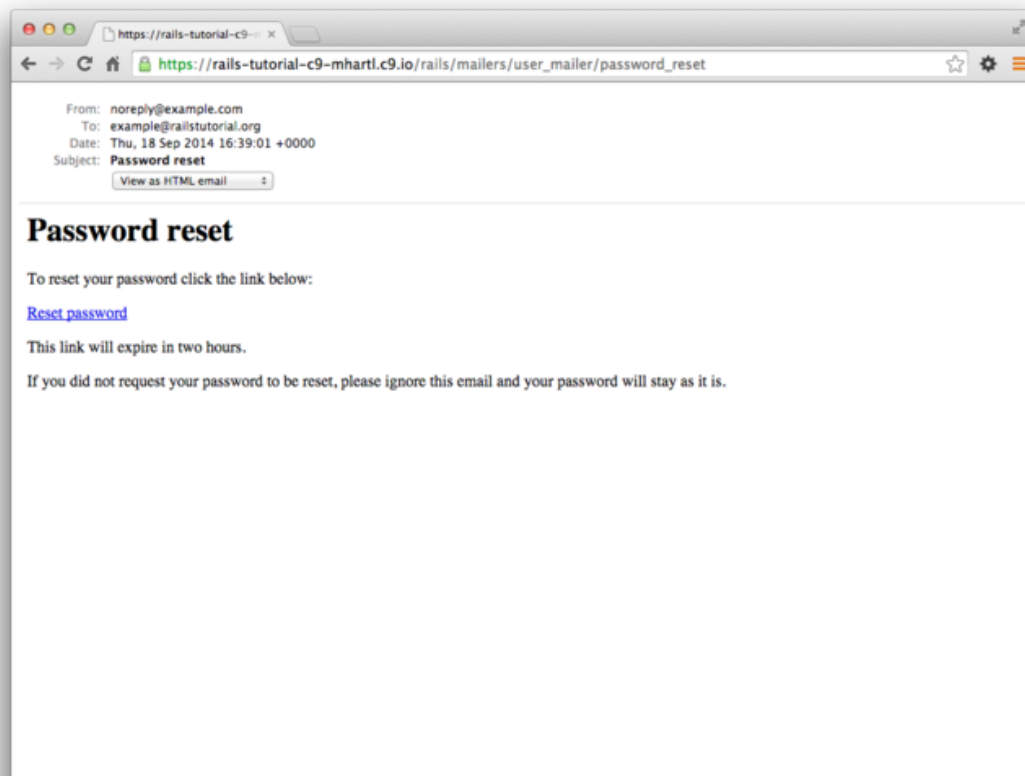 https://rails-tutorial-c9-
https://rails-tutorial-c9-mhartl.c9.io/rails/mailers/user_mailer/password_reset
From: noreply@example.com
To: example@railstutorial.org
Date: Thu, 18 Sep 2014 16:39:01 +0000
Subject: Password reset
View as HTML email
Password reset
To reset your password click the link below:
Reset password
This link will expire in two hours.
If you did not request your password to be reset, please ignore this email and your password will stay as it is.